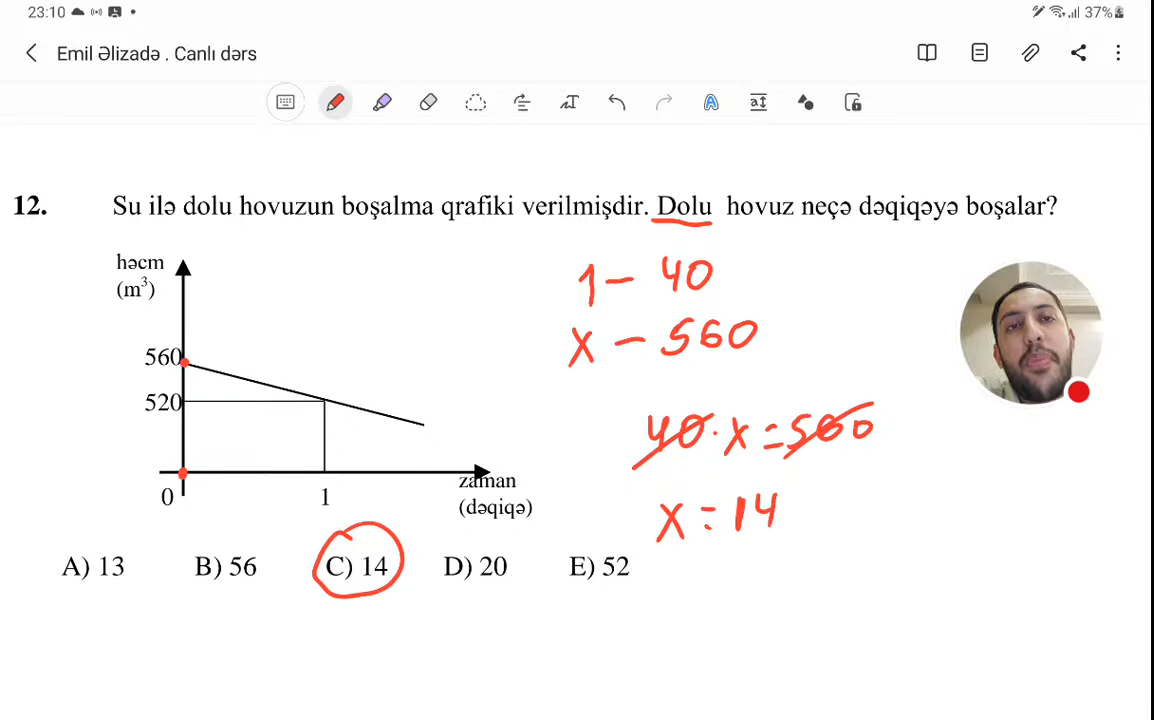 23:10 37%
Emil Əlizadə . Canlı dərs
12. Su ilə dolu hovuzun boşalma qrafiki verilmişdir. Dolu hovuz neçə dəqiqəyə boşalar?
həcm
(m³)
560
520
0
1
zaman
(dəqiqə)
1 – 40
x – 560
40 · x = 560
x = 14
A) 13 B) 56 C) 14 D) 20 E) 52